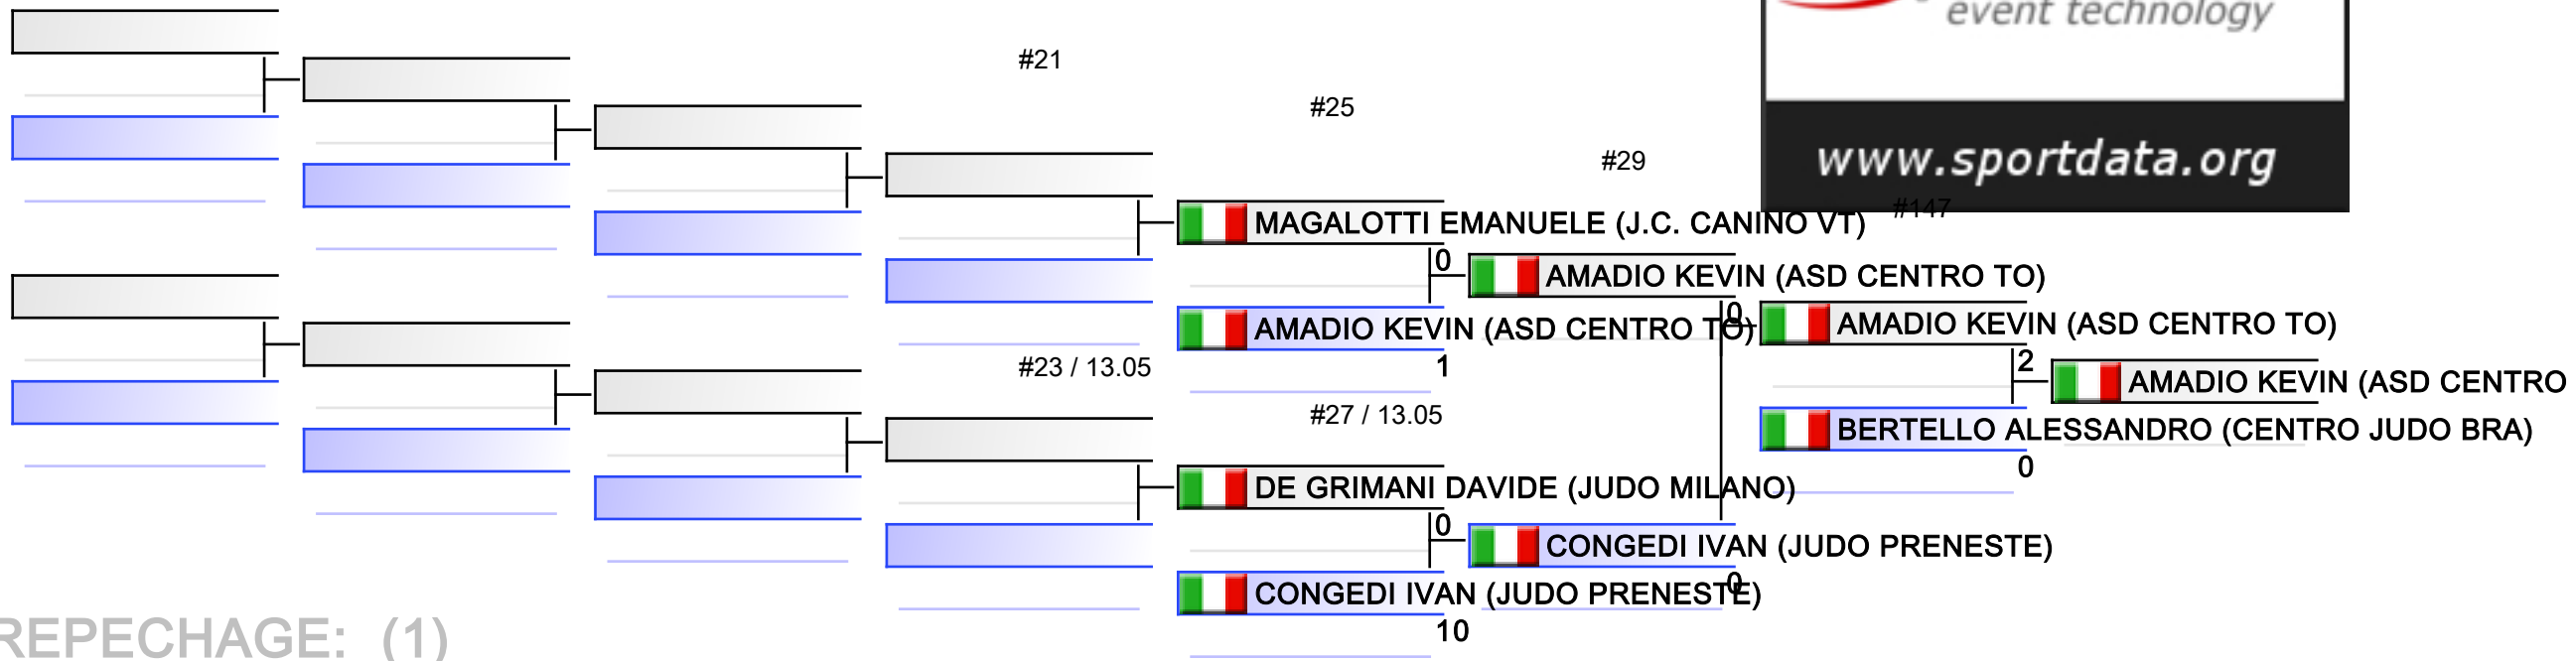 event technology
#21
#25
www.sportdata.org
#29
#147
MAGALOTTI EMANUELE (J.C. CANINO VT)
0
AMADIO KEVIN (ASD CENTRO TO)
0
AMADIO KEVIN (ASD CENTRO TO)
AMADIO KEVIN (ASD CENTRO TO)
1
2
#23 / 13.05
AMADIO KEVIN (ASD CENTRO
#27 / 13.05
BERTELLO ALESSANDRO (CENTRO JUDO BRA)
0
DE GRIMANI DAVIDE (JUDO MILANO)
0
CONGEDI IVAN (JUDO PRENESTE)
0
CONGEDI IVAN (JUDO PRENESTE)
10
REPECHAGE: (1)